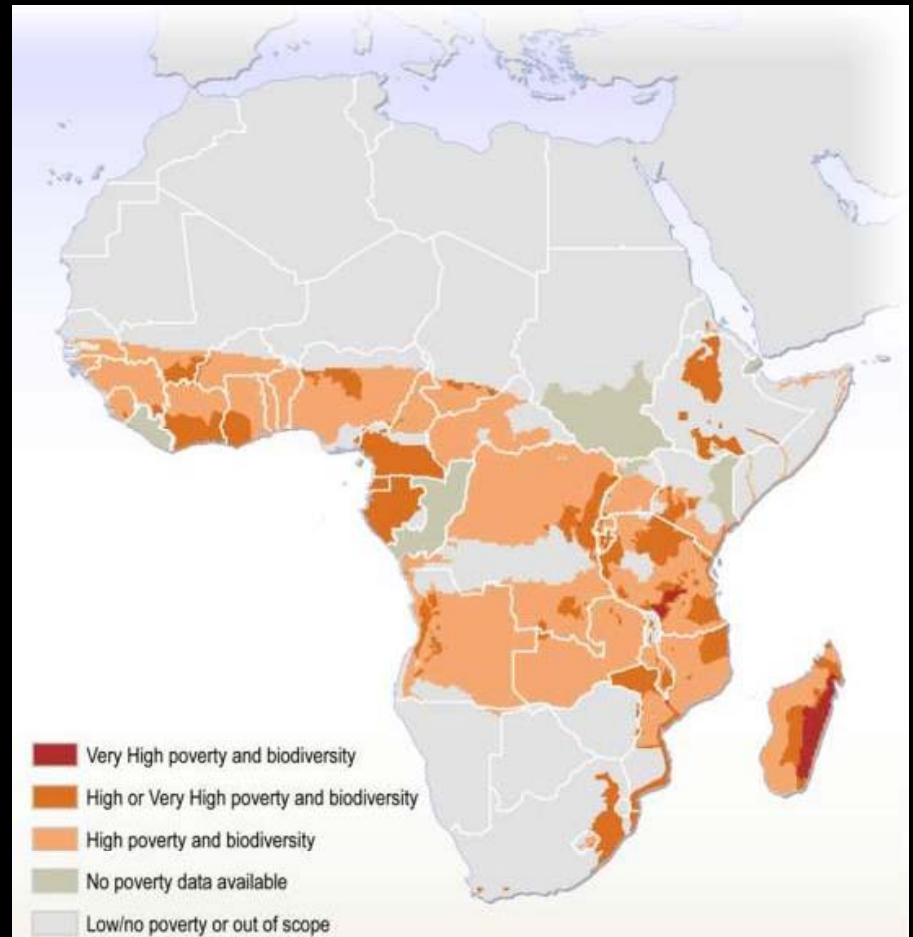 Very High poverty and biodiversity
High or Very High poverty and biodiversity
High poverty and biodiversity
No poverty data available
Low/no poverty or out of scope